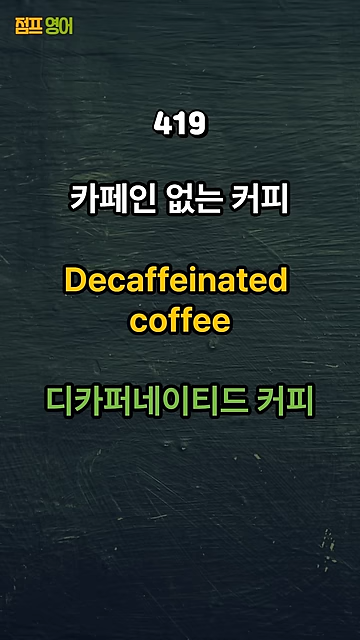 점프 영어
419
카페인 없는 커피
Decaffeinated
coffee
디카퍼네이티드 커피